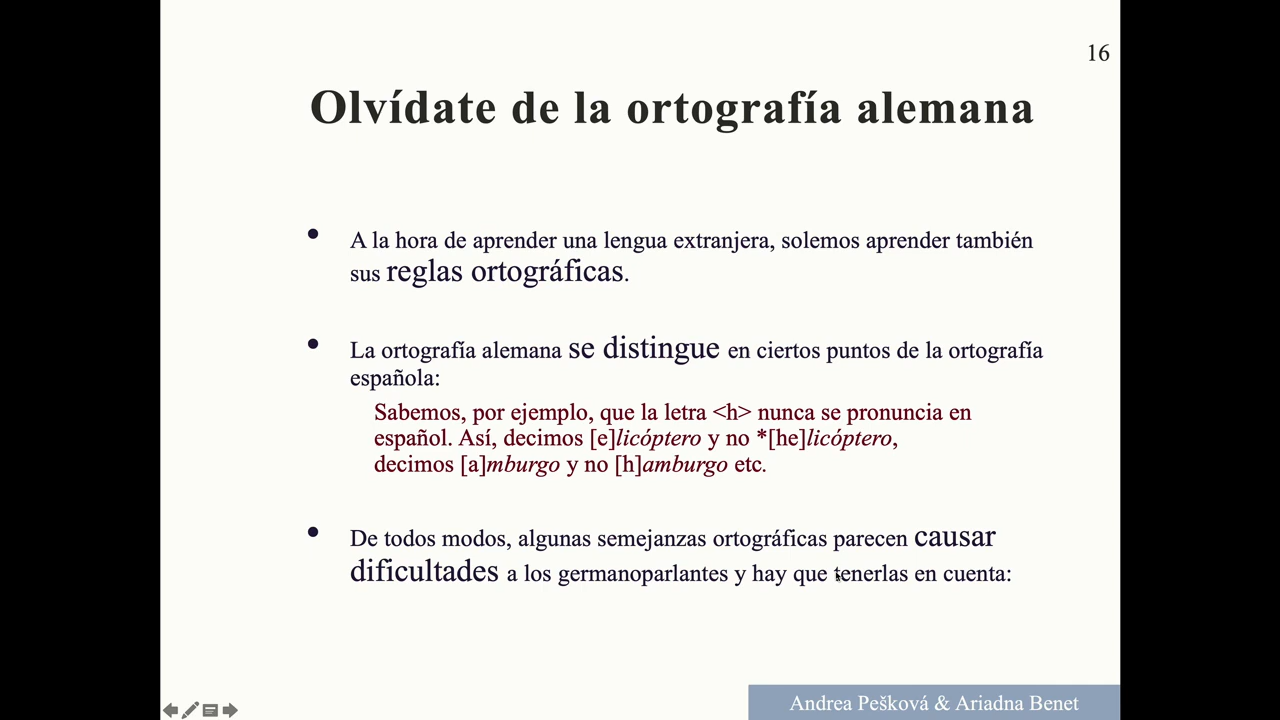 16
Olvídate de la ortografía alemana
• A la hora de aprender una lengua extranjera, solemos aprender también
sus reglas ortográficas.
• La ortografía alemana se distingue en ciertos puntos de la ortografía
española:
Sabemos, por ejemplo, que la letra <h> nunca se pronuncia en
español. Así, decimos [e]licóptero y no *[he]licóptero,
decimos [a]mburgo y no [h]amburgo etc.
• De todos modos, algunas semejanzas ortográficas parecen causar
dificultades a los germanoparlantes y hay que tenerlas en cuenta:
Andrea Pešková & Ariadna Benet